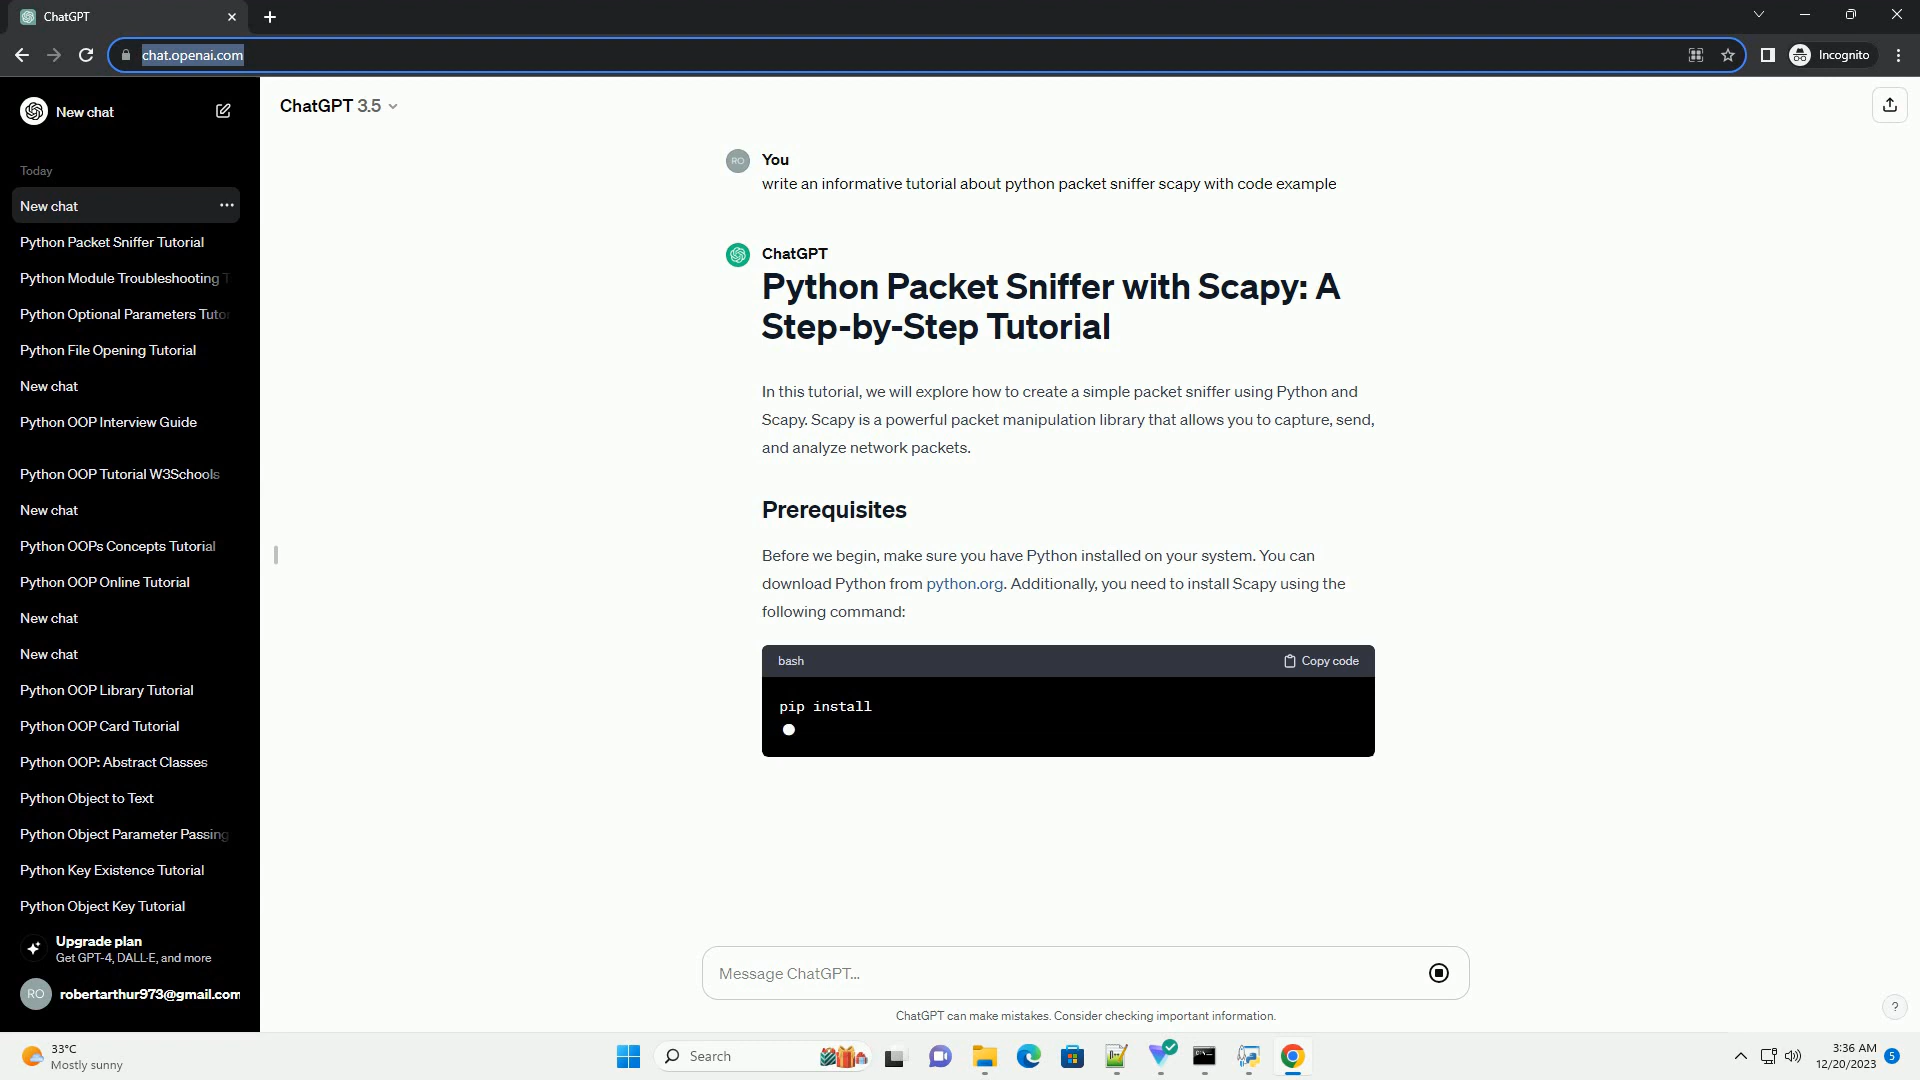 ChatGPT
chat.openai.com
Incognito
New chat
Today
New chat
Python Packet Sniffer Tutorial
Python Module Troubleshooting T
Python Optional Parameters Tutor
Python File Opening Tutorial
New chat
Python OOP Interview Guide
Python OOP Tutorial W3Schools
New chat
Python OOPs Concepts Tutorial
Python OOP Online Tutorial
New chat
New chat
Python OOP Library Tutorial
Python OOP Card Tutorial
Python OOP: Abstract Classes
Python Object to Text
Python Object Parameter Passing
Python Key Existence Tutorial
Python Object Key Tutorial
Upgrade plan
Get GPT-4, DALL·E, and more
RO robertarthur973@gmail.com
ChatGPT 3.5
RO You
write an informative tutorial about python packet sniffer scapy with code example
ChatGPT
Python Packet Sniffer with Scapy: A
Step-by-Step Tutorial
In this tutorial, we will explore how to create a simple packet sniffer using Python and
Scapy. Scapy is a powerful packet manipulation library that allows you to capture, send,
and analyze network packets.
Prerequisites
Before we begin, make sure you have Python installed on your system. You can
download Python from python.org. Additionally, you need to install Scapy using the
following command:
bash Copy code
pip install
Message ChatGPT...
ChatGPT can make mistakes. Consider checking important information.
?
33°C
Mostly sunny
Search
3:36 AM
12/20/2023
5